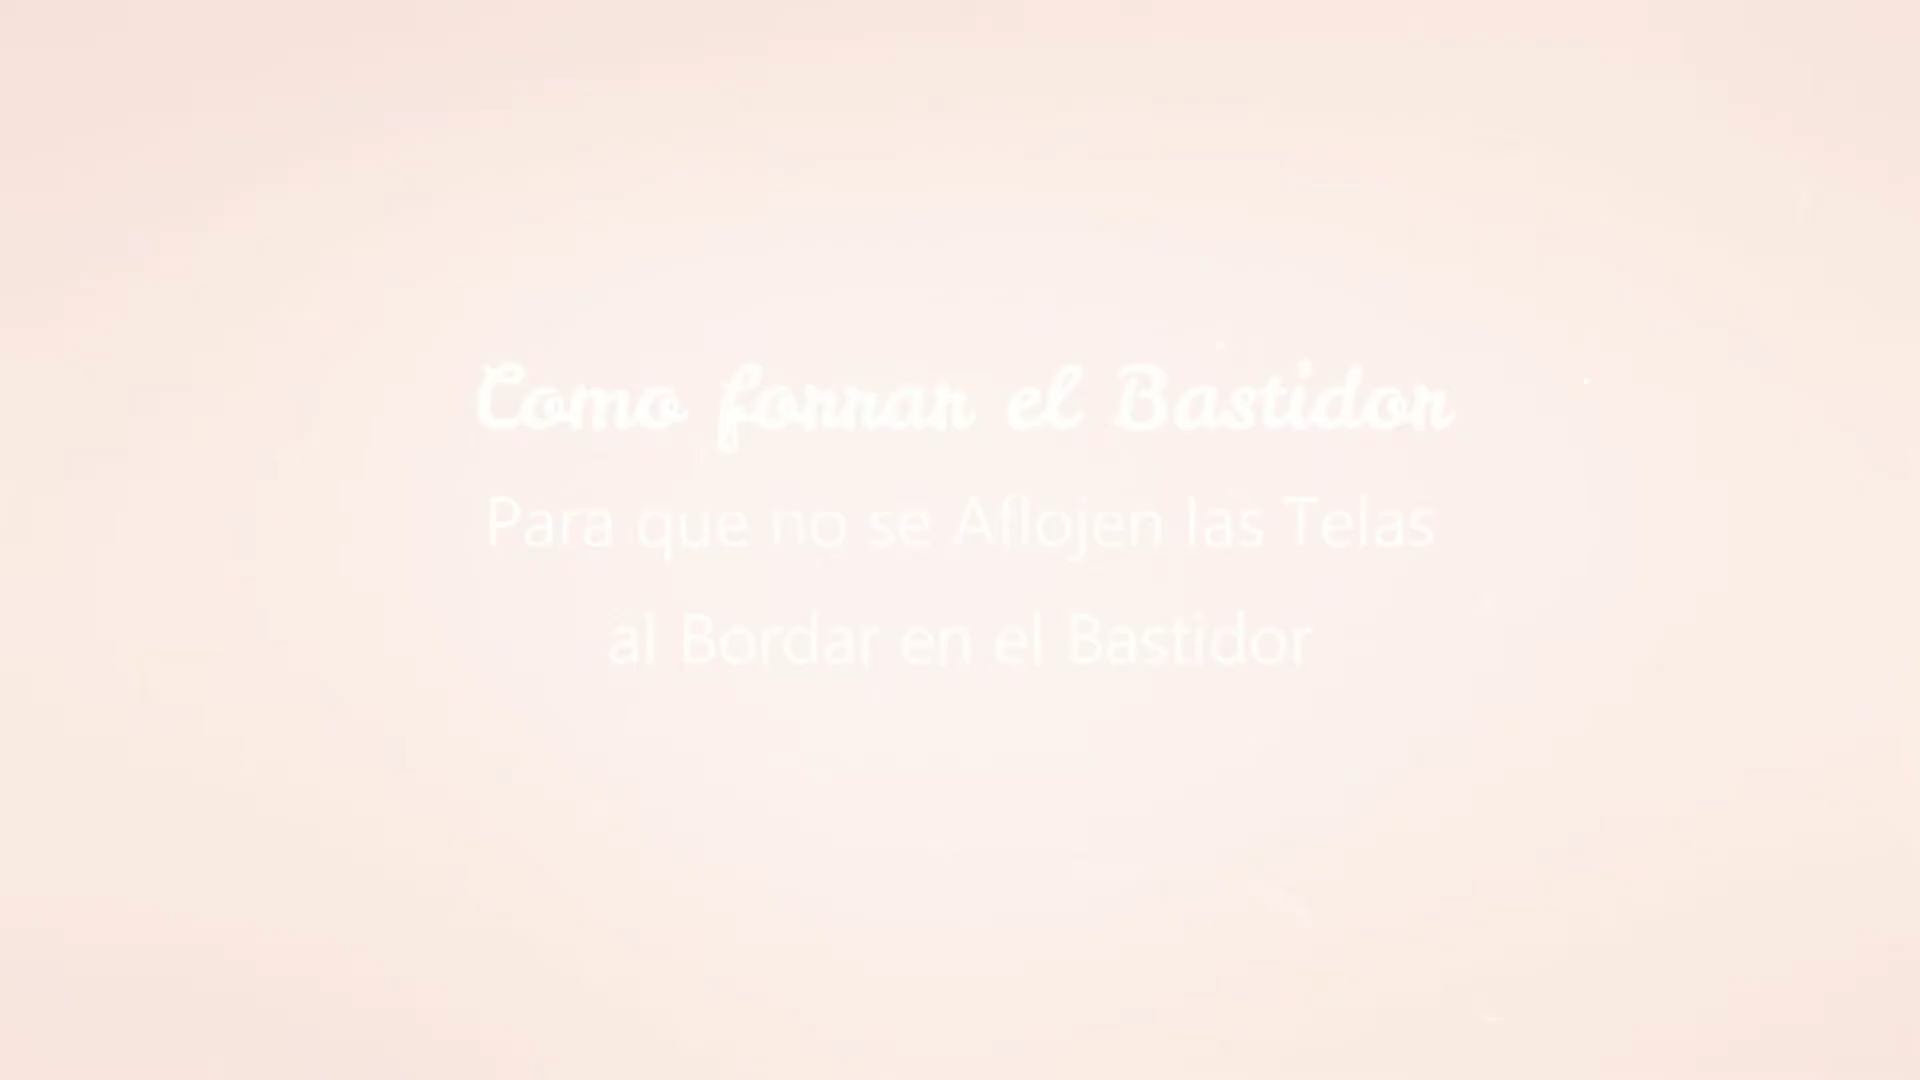 Como forrar el Bastidor
Para que no se Aflojen las Telas
al Bordar en el Bastidor